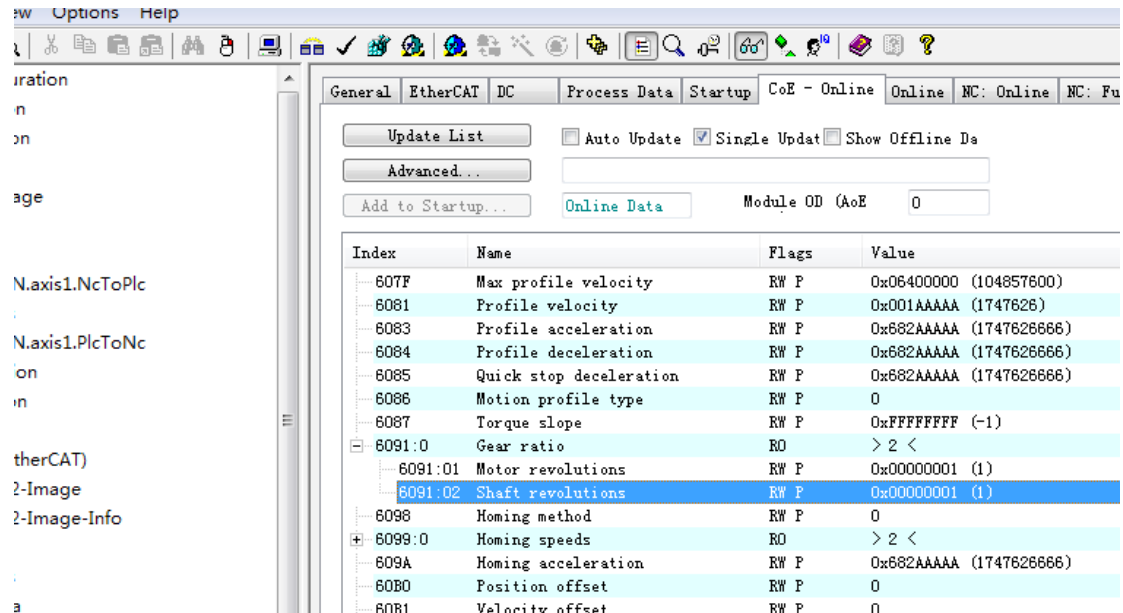 ew Options Help
uration
n
on
age
N.axis1.NcToPlc
N.axis1.PlcToNc
ion
on
therCAT)
2-Image
2-Image-Info
a
General EtherCAT DC Process Data Startup CoE - Online Online NC: Online NC: Fu
Update List Auto Update Single Updat Show Offline Da
Advanced...
Add to Startup... Online Data Module OD (AoE 0
Index Name Flags Value
607F Max profile velocity RW P 0x06400000 (104857600)
6081 Profile velocity RW P 0x001AAAAA (1747626)
6083 Profile acceleration RW P 0x682AAAAA (1747626666)
6084 Profile deceleration RW P 0x682AAAAA (1747626666)
6085 Quick stop deceleration RW P 0x682AAAAA (1747626666)
6086 Motion profile type RW P 0
6087 Torque slope RW P 0xFFFFFFFF (-1)
6091:0 Gear ratio RO > 2 <
6091:01 Motor revolutions RW P 0x00000001 (1)
6091:02 Shaft revolutions RW P 0x00000001 (1)
6098 Homing method RW P 0
6099:0 Homing speeds RO > 2 <
609A Homing acceleration RW P 0x682AAAAA (1747626666)
60B0 Position offset RW P 0
60B1 Velocity offset RW P 0